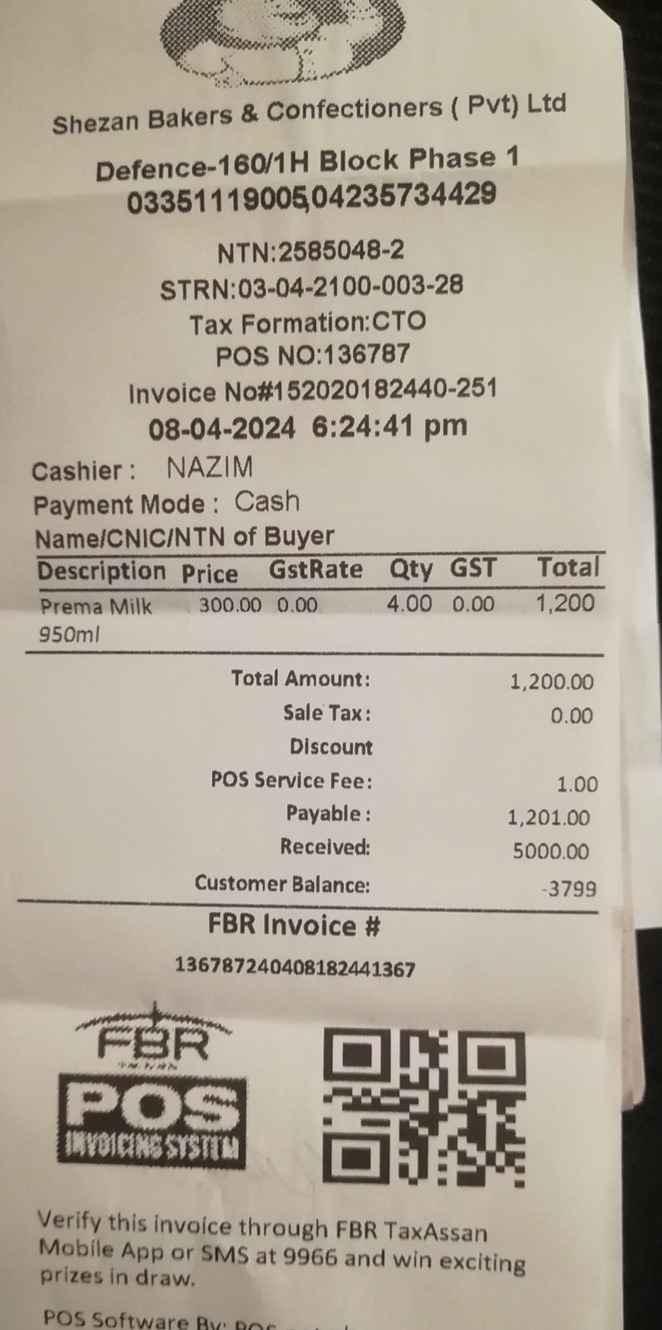 Shezan Bakers & Confectioners ( Pvt) Ltd
Defence-160/1H Block Phase 1
03351119005,04235734429
NTN:2585048-2
STRN:03-04-2100-003-28
Tax Formation:CTO
POS NO:136787
Invoice No#152020182440-251
08-04-2024 6:24:41 pm
Cashier : NAZIM
Payment Mode : Cash
Name/CNIC/NTN of Buyer
Description Price GstRate Qty GST Total
Prema Milk 300.00 0.00 4.00 0.00 1,200
950ml
Total Amount: 1,200.00
Sale Tax: 0.00
Discount
POS Service Fee: 1.00
Payable : 1,201.00
Received: 5000.00
Customer Balance: -3799
FBR Invoice #
136787240408182441367
FBR
POS
INVOICING SYSTEM
Verify this invoice through FBR TaxAssan
Mobile App or SMS at 9966 and win exciting
prizes in draw.
POS Software By: POS